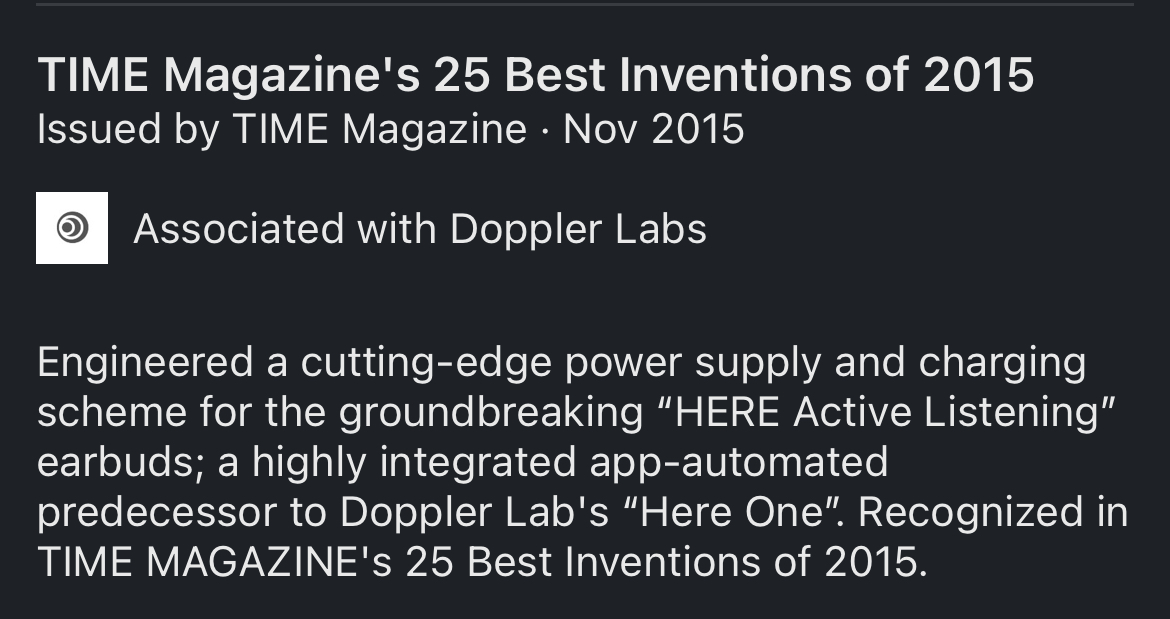 TIME Magazine's 25 Best Inventions of 2015
Issued by TIME Magazine · Nov 2015
Associated with Doppler Labs
Engineered a cutting-edge power supply and charging
scheme for the groundbreaking “HERE Active Listening”
earbuds; a highly integrated app-automated
predecessor to Doppler Lab's “Here One”. Recognized in
TIME MAGAZINE's 25 Best Inventions of 2015.